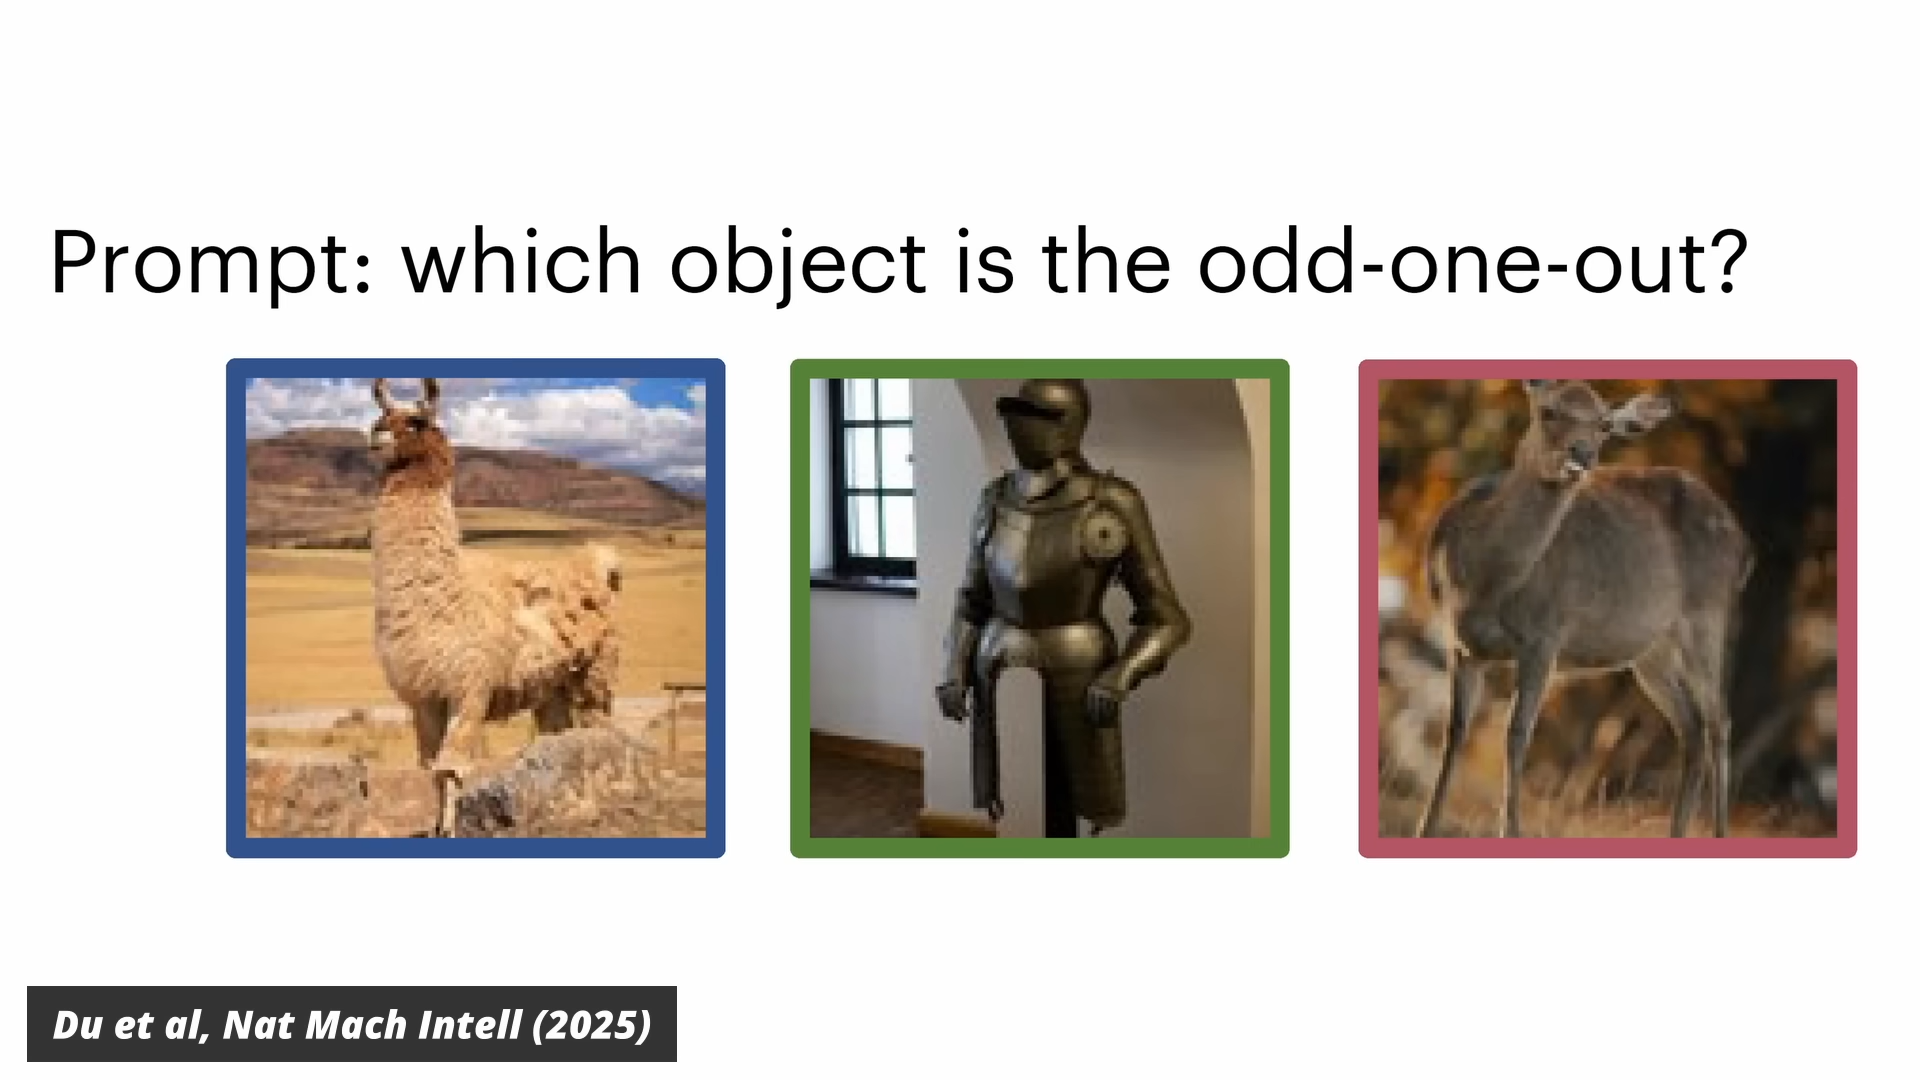 Prompt: which object is the odd-one-out?
Du et al, Nat Mach Intell (2025)